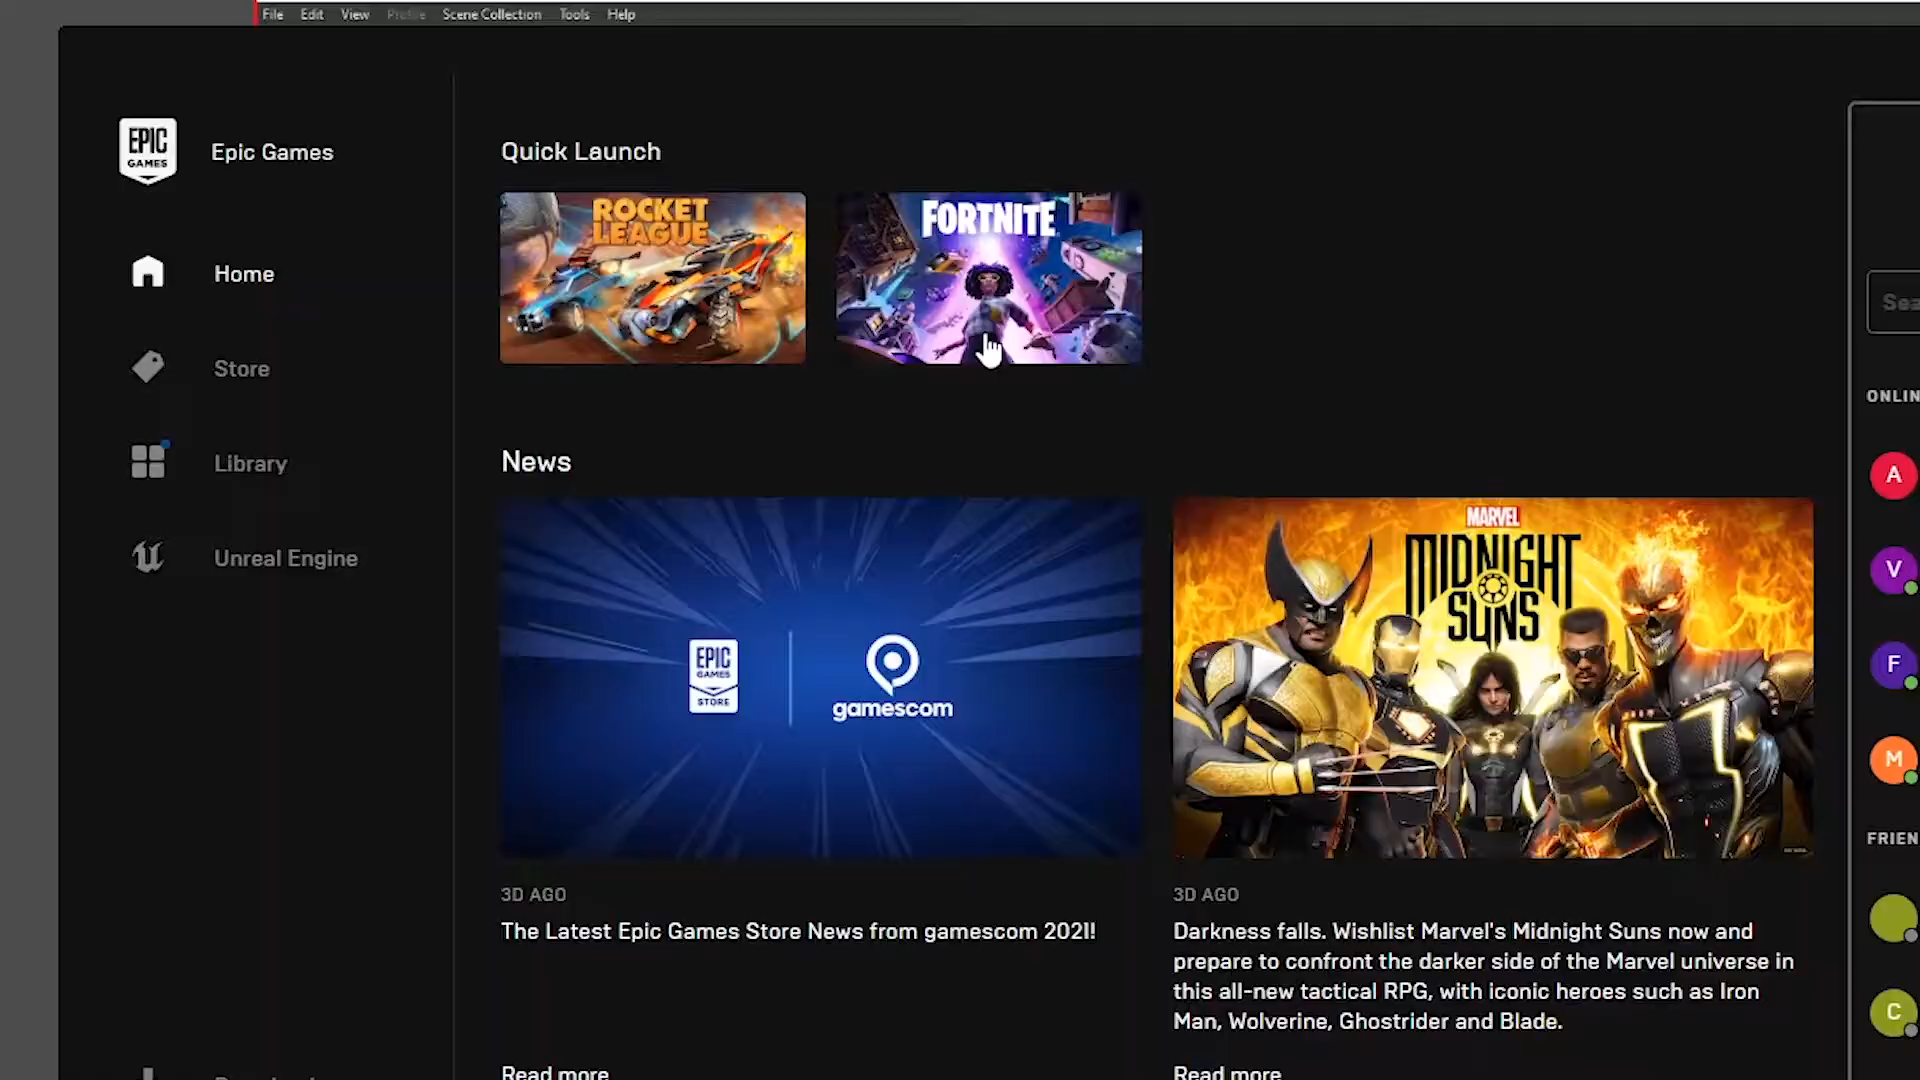 File Edit View Profile Scene Collection Tools Help
EPIC
GAMES
Epic Games
Home
Store
Library
Unreal Engine
Quick Launch
ROCKET
LEAGUE
FORTNITE
News
EPIC
GAMES
STORE
gamescom
3D AGO
The Latest Epic Games Store News from gamescom 2021!
Read more
MARVEL
MIDNIGHT
SUNS
3D AGO
Darkness falls. Wishlist Marvel's Midnight Suns now and
prepare to confront the darker side of the Marvel universe in
this all-new tactical RPG, with iconic heroes such as Iron
Man, Wolverine, Ghostrider and Blade.
Read more
Sea
ONLIN
A
V
F
M
FRIEN
C